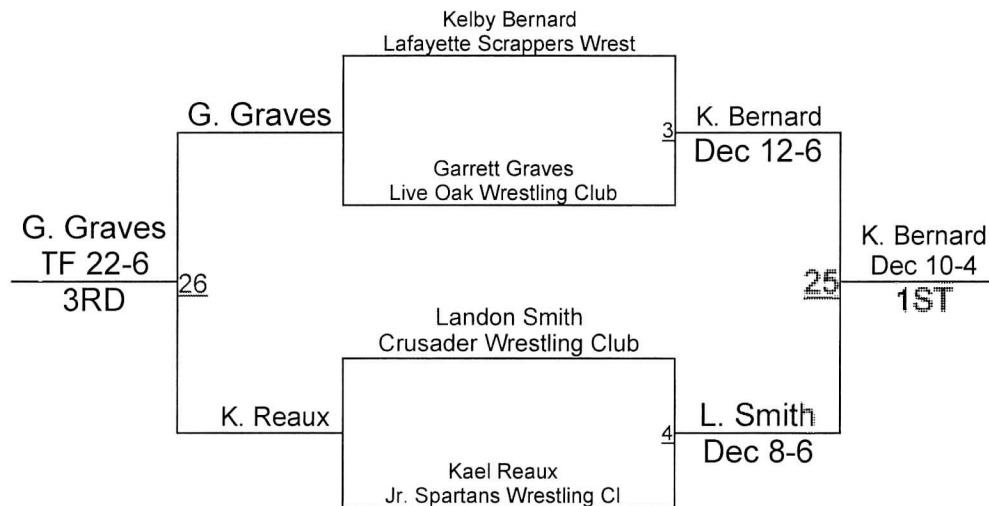 Kelby Bernard
Lafayette Scrappers Wrest
G. Graves
3
K. Bernard
Dec 12-6
Garrett Graves
Live Oak Wrestling Club
G. Graves
TF 22-6
3RD
26
25
K. Bernard
Dec 10-4
1ST
Landon Smith
Crusader Wrestling Club
K. Reaux
4
L. Smith
Dec 8-6
Kael Reaux
Jr. Spartans Wrestling Cl